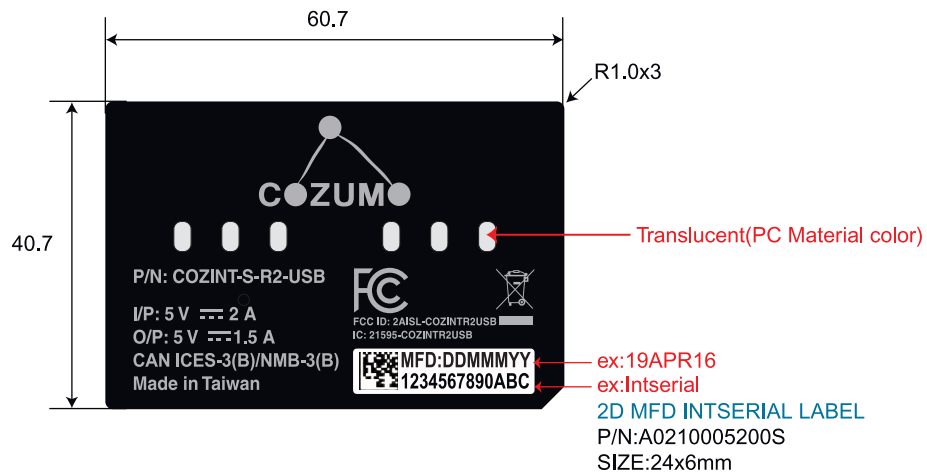 60.7
R1.0x3
40.7
COZUMO
Translucent(PC Material color)
P/N: COZINT-S-R2-USB
I/P: 5 V ⎓ 2 A
O/P: 5 V ⎓ 1.5 A
CAN ICES-3(B)/NMB-3(B)
Made in Taiwan
FC
FCC ID: 2AISL-COZINTR2USB
IC: 21595-COZINTR2USB
MFD:DDMMMYY
1234567890ABC
ex:19APR16
ex:Intserial
2D MFD INTSERIAL LABEL
P/N:A0210005200S
SIZE:24x6mm